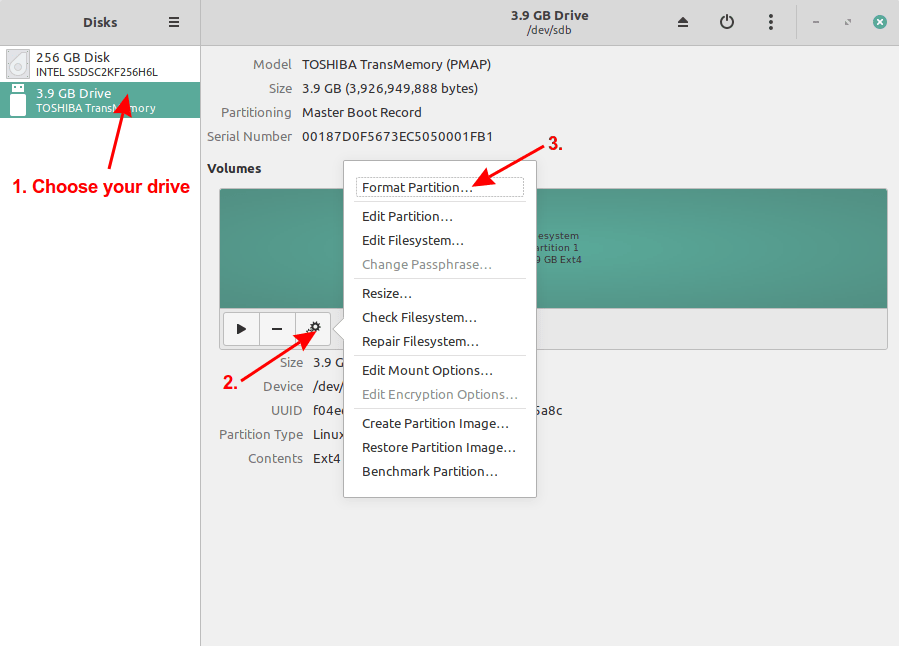 Disks
3.9 GB Drive
/dev/sdb
256 GB Disk
INTEL SSDSC2KF256H6L
3.9 GB Drive
TOSHIBA TransMemory
1. Choose your drive
Model TOSHIBA TransMemory (PMAP)
Size 3.9 GB (3,926,949,888 bytes)
Partitioning Master Boot Record
Serial Number 00187D0F5673EC5050001FB1
Volumes
3.
Format Partition…
Edit Partition…
Edit Filesystem…
Change Passphrase…
Resize…
Check Filesystem…
Repair Filesystem…
Edit Mount Options…
Edit Encryption Options…
Create Partition Image…
Restore Partition Image…
Benchmark Partition…
esystem
artition 1
9 GB Ext4
2.
Size 3.9 G
Device /dev/
UUID f04e 5a8c
Partition Type Linux
Contents Ext4